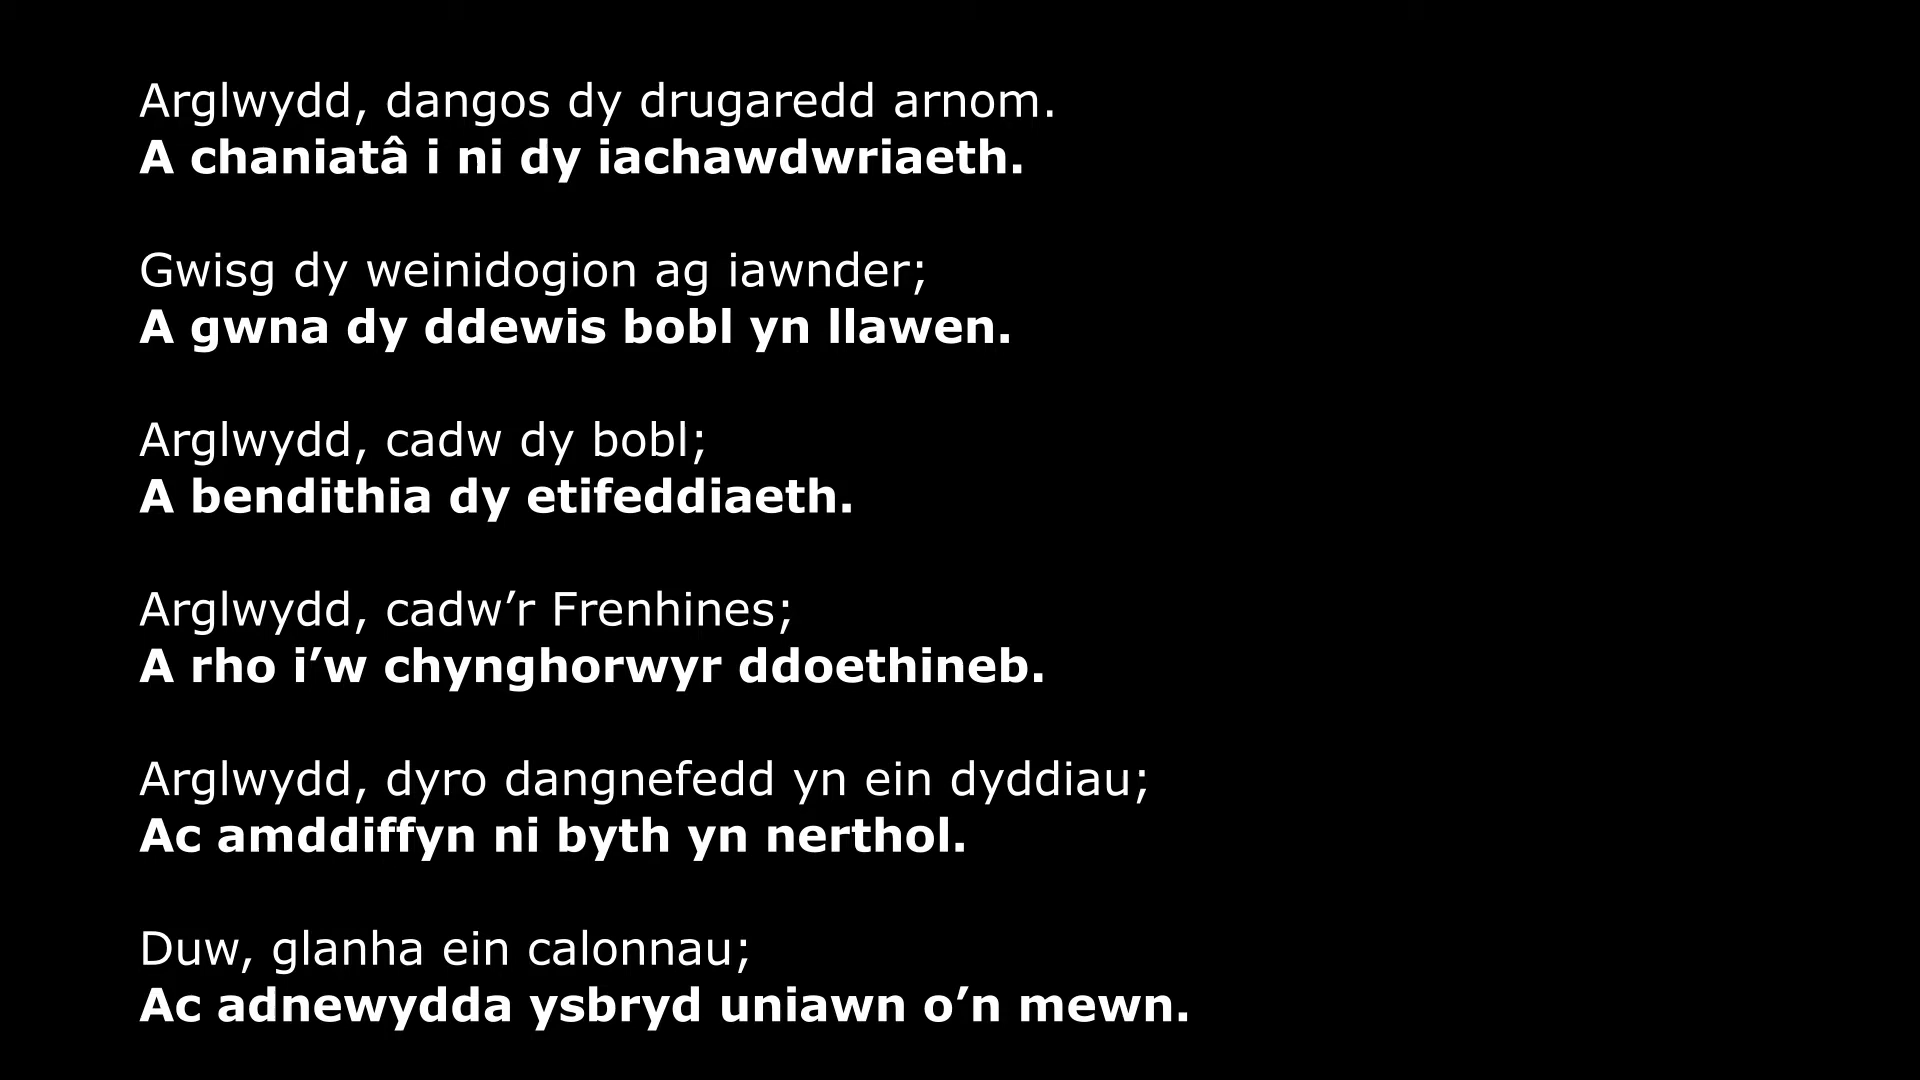 Arglwydd, dangos dy drugaredd arnom.
A chaniatâ i ni dy iachawdwriaeth.
Gwisg dy weinidogion ag iawnder;
A gwna dy ddewis bobl yn llawen.
Arglwydd, cadw dy bobl;
A bendithia dy etifeddiaeth.
Arglwydd, cadw’r Frenhines;
A rho i’w chynghorwyr ddoethineb.
Arglwydd, dyro dangnefedd yn ein dyddiau;
Ac amddiffyn ni byth yn nerthol.
Duw, glanha ein calonnau;
Ac adnewydda ysbryd uniawn o’n mewn.